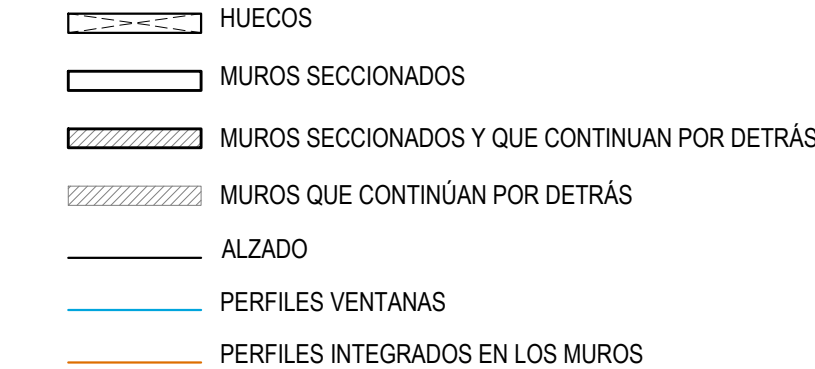 HUECOS
MUROS SECCIONADOS
MUROS SECCIONADOS Y QUE CONTINUAN POR DETRÁS
MUROS QUE CONTINÚAN POR DETRÁS
ALZADO
PERFILES VENTANAS
PERFILES INTEGRADOS EN LOS MUROS